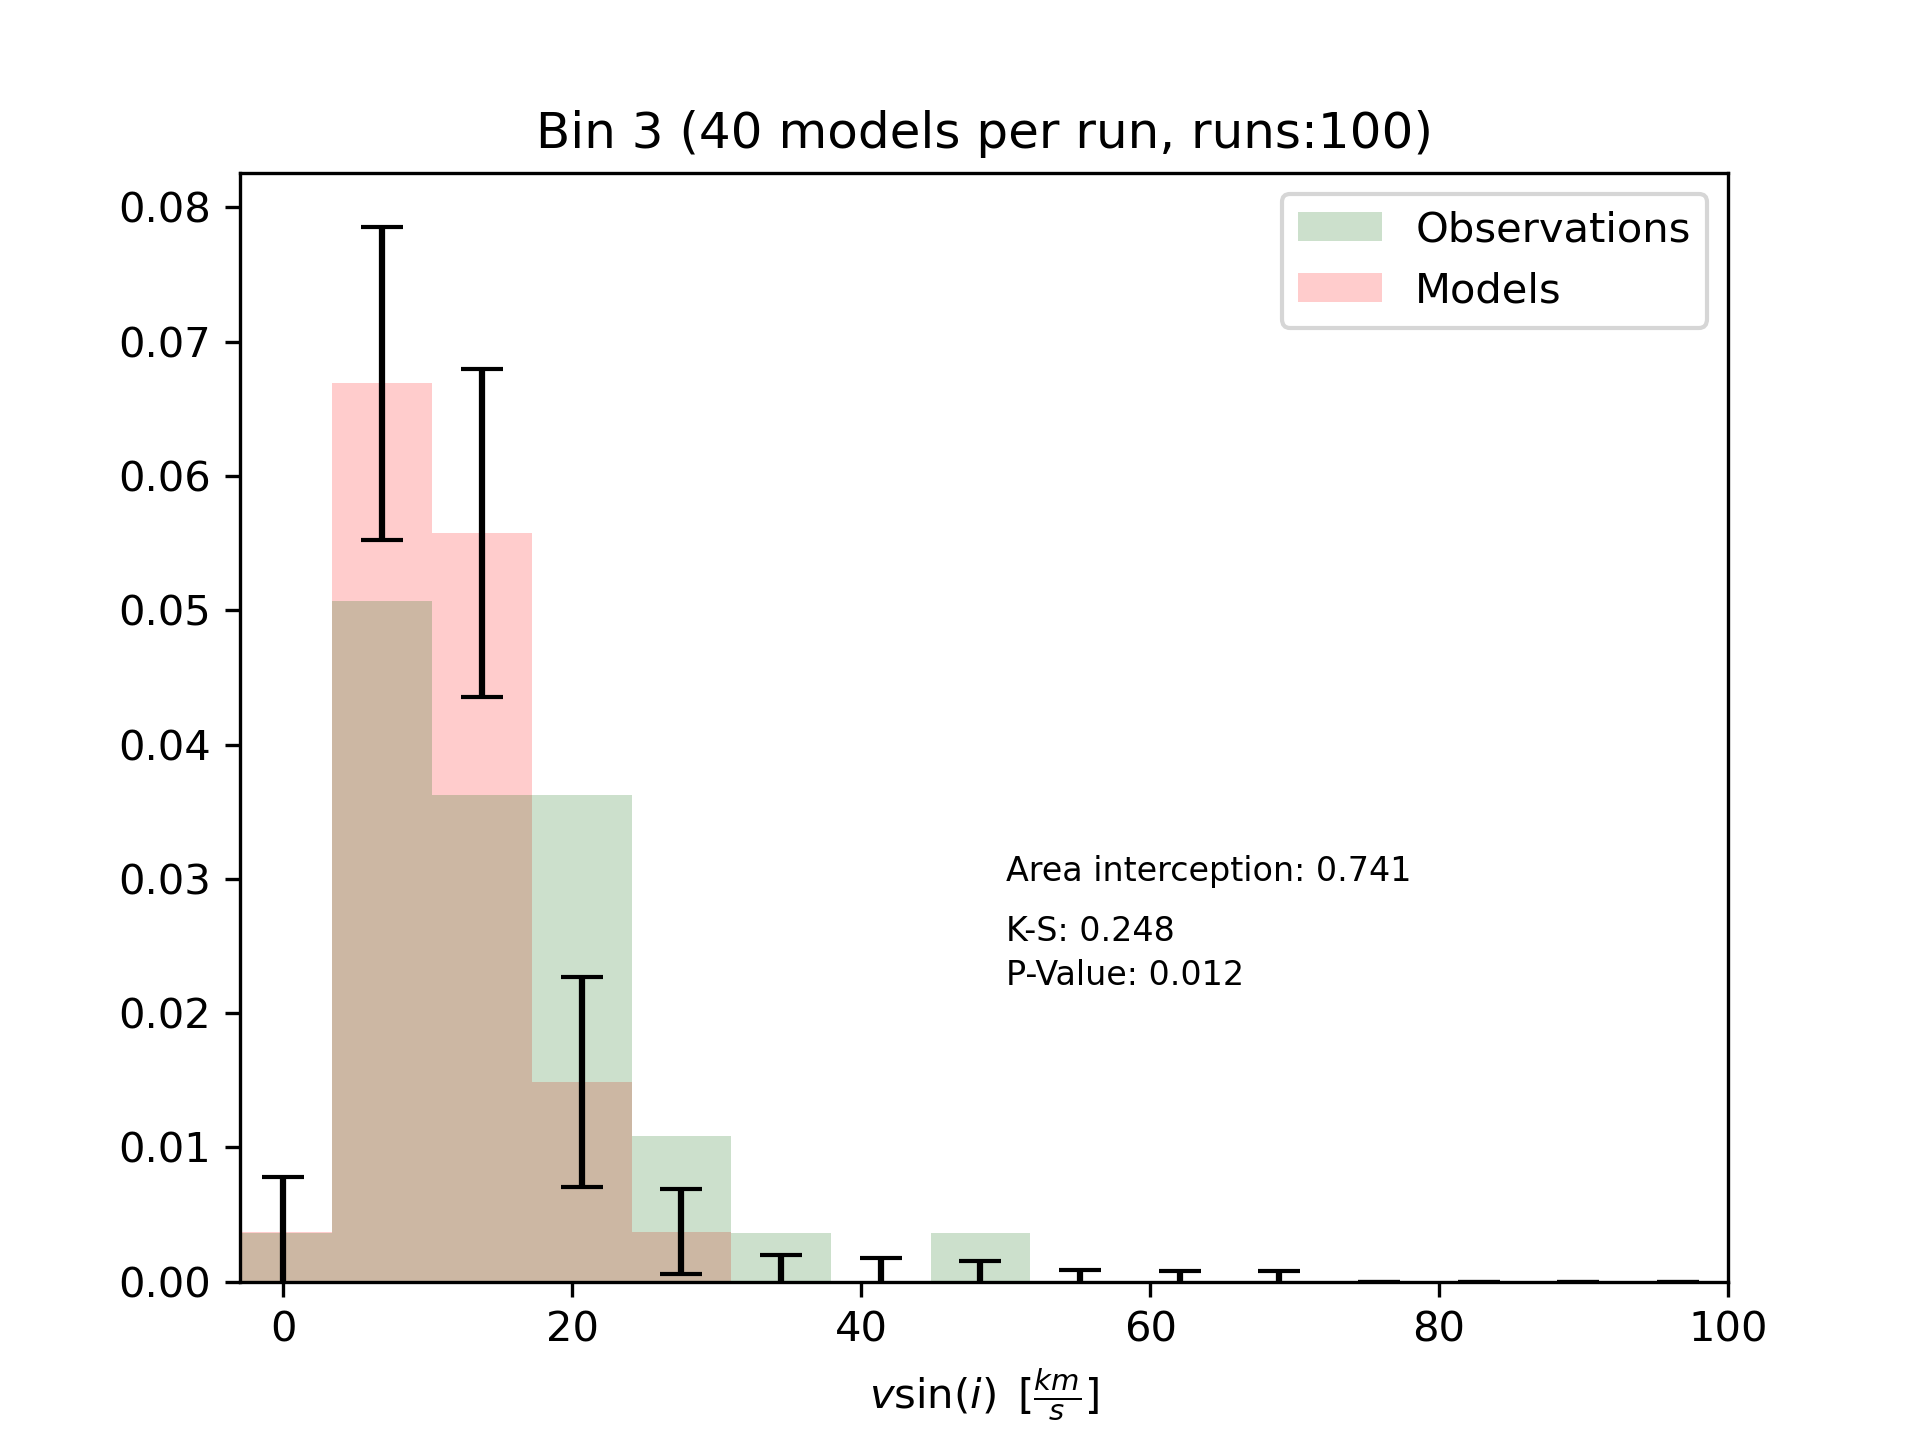 Bin 3 (40 models per run, runs:100)
0.08
0.07
0.06
0.05
0.04
0.03
0.02
0.01
0.00
Observations
Models
Area interception: 0.741
K-S: 0.248
P-Value: 0.012
0 20 40 60 80 100
vsin(i) [km/s]